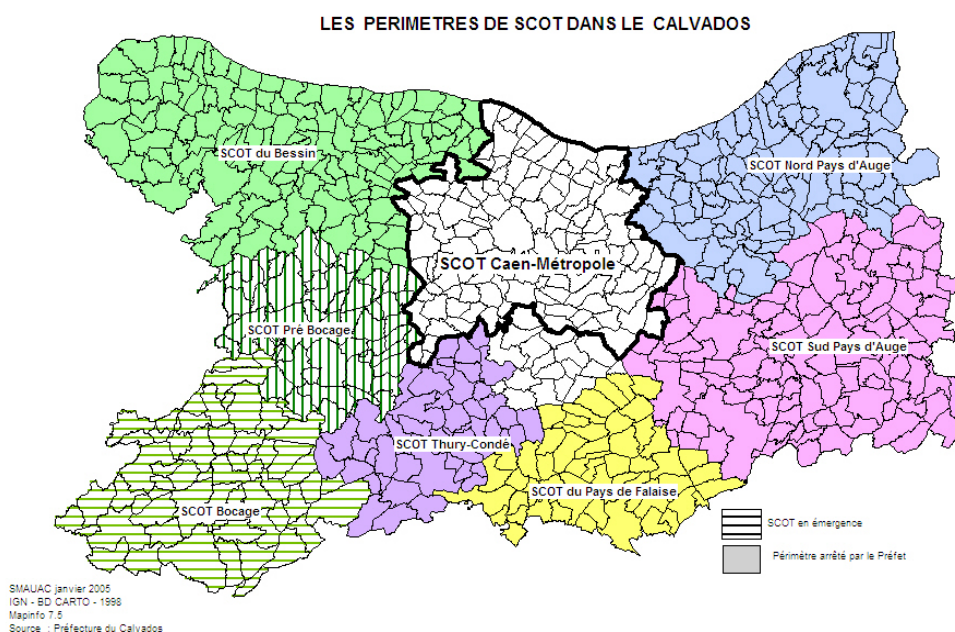 LES PERIMETRES DE SCOT DANS LE CALVADOS
SCOT du Bessin
SCOT Nord Pays d'Auge
SCOT Caen-Métropole
SCOT Pré Bocage
SCOT Sud Pays d'Auge
SCOT Thury-Condé
SCOT du Pays de Falaise
SCOT Bocage
SCOT en émergence
Périmètre arrêté par le Préfet
SMAUAC janvier 2005
IGN - BD CARTO - 1998
Mapinfo 7.5
Source : Préfecture du Calvados